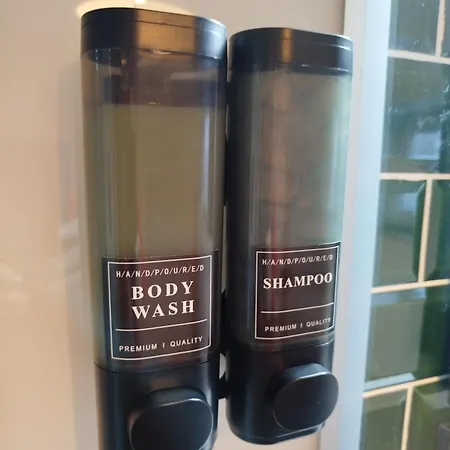 H/A/N/D/P/O/U/R/E/D
BODY
WASH
PREMIUM I QUALITY
H/A/N/D/P/O/U/R/E/D
SHAMPOO
PREMIUM I QUALITY